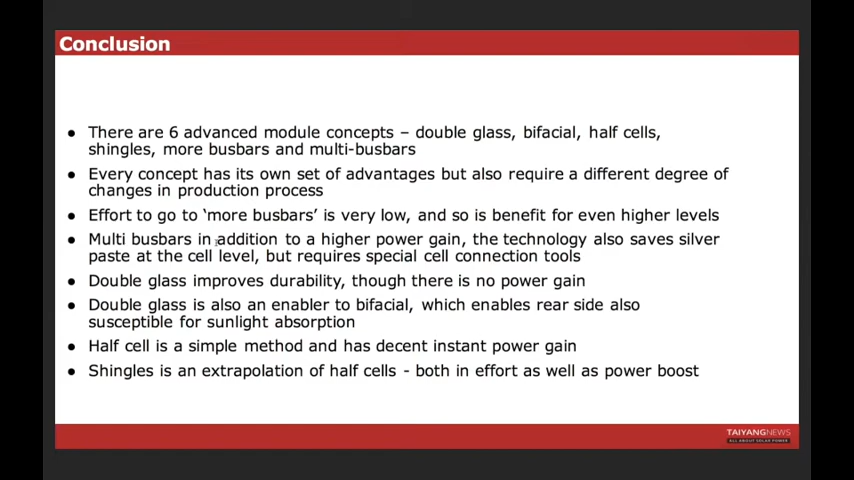 Conclusion
● There are 6 advanced module concepts – double glass, bifacial, half cells,
shingles, more busbars and multi-busbars
● Every concept has its own set of advantages but also require a different degree of
changes in production process
● Effort to go to ‘more busbars’ is very low, and so is benefit for even higher levels
● Multi busbars in addition to a higher power gain, the technology also saves silver
paste at the cell level, but requires special cell connection tools
● Double glass improves durability, though there is no power gain
● Double glass is also an enabler to bifacial, which enables rear side also
susceptible for sunlight absorption
● Half cell is a simple method and has decent instant power gain
● Shingles is an extrapolation of half cells - both in effort as well as power boost
TAIYANGNEWS
ALL ABOUT SOLAR POWER